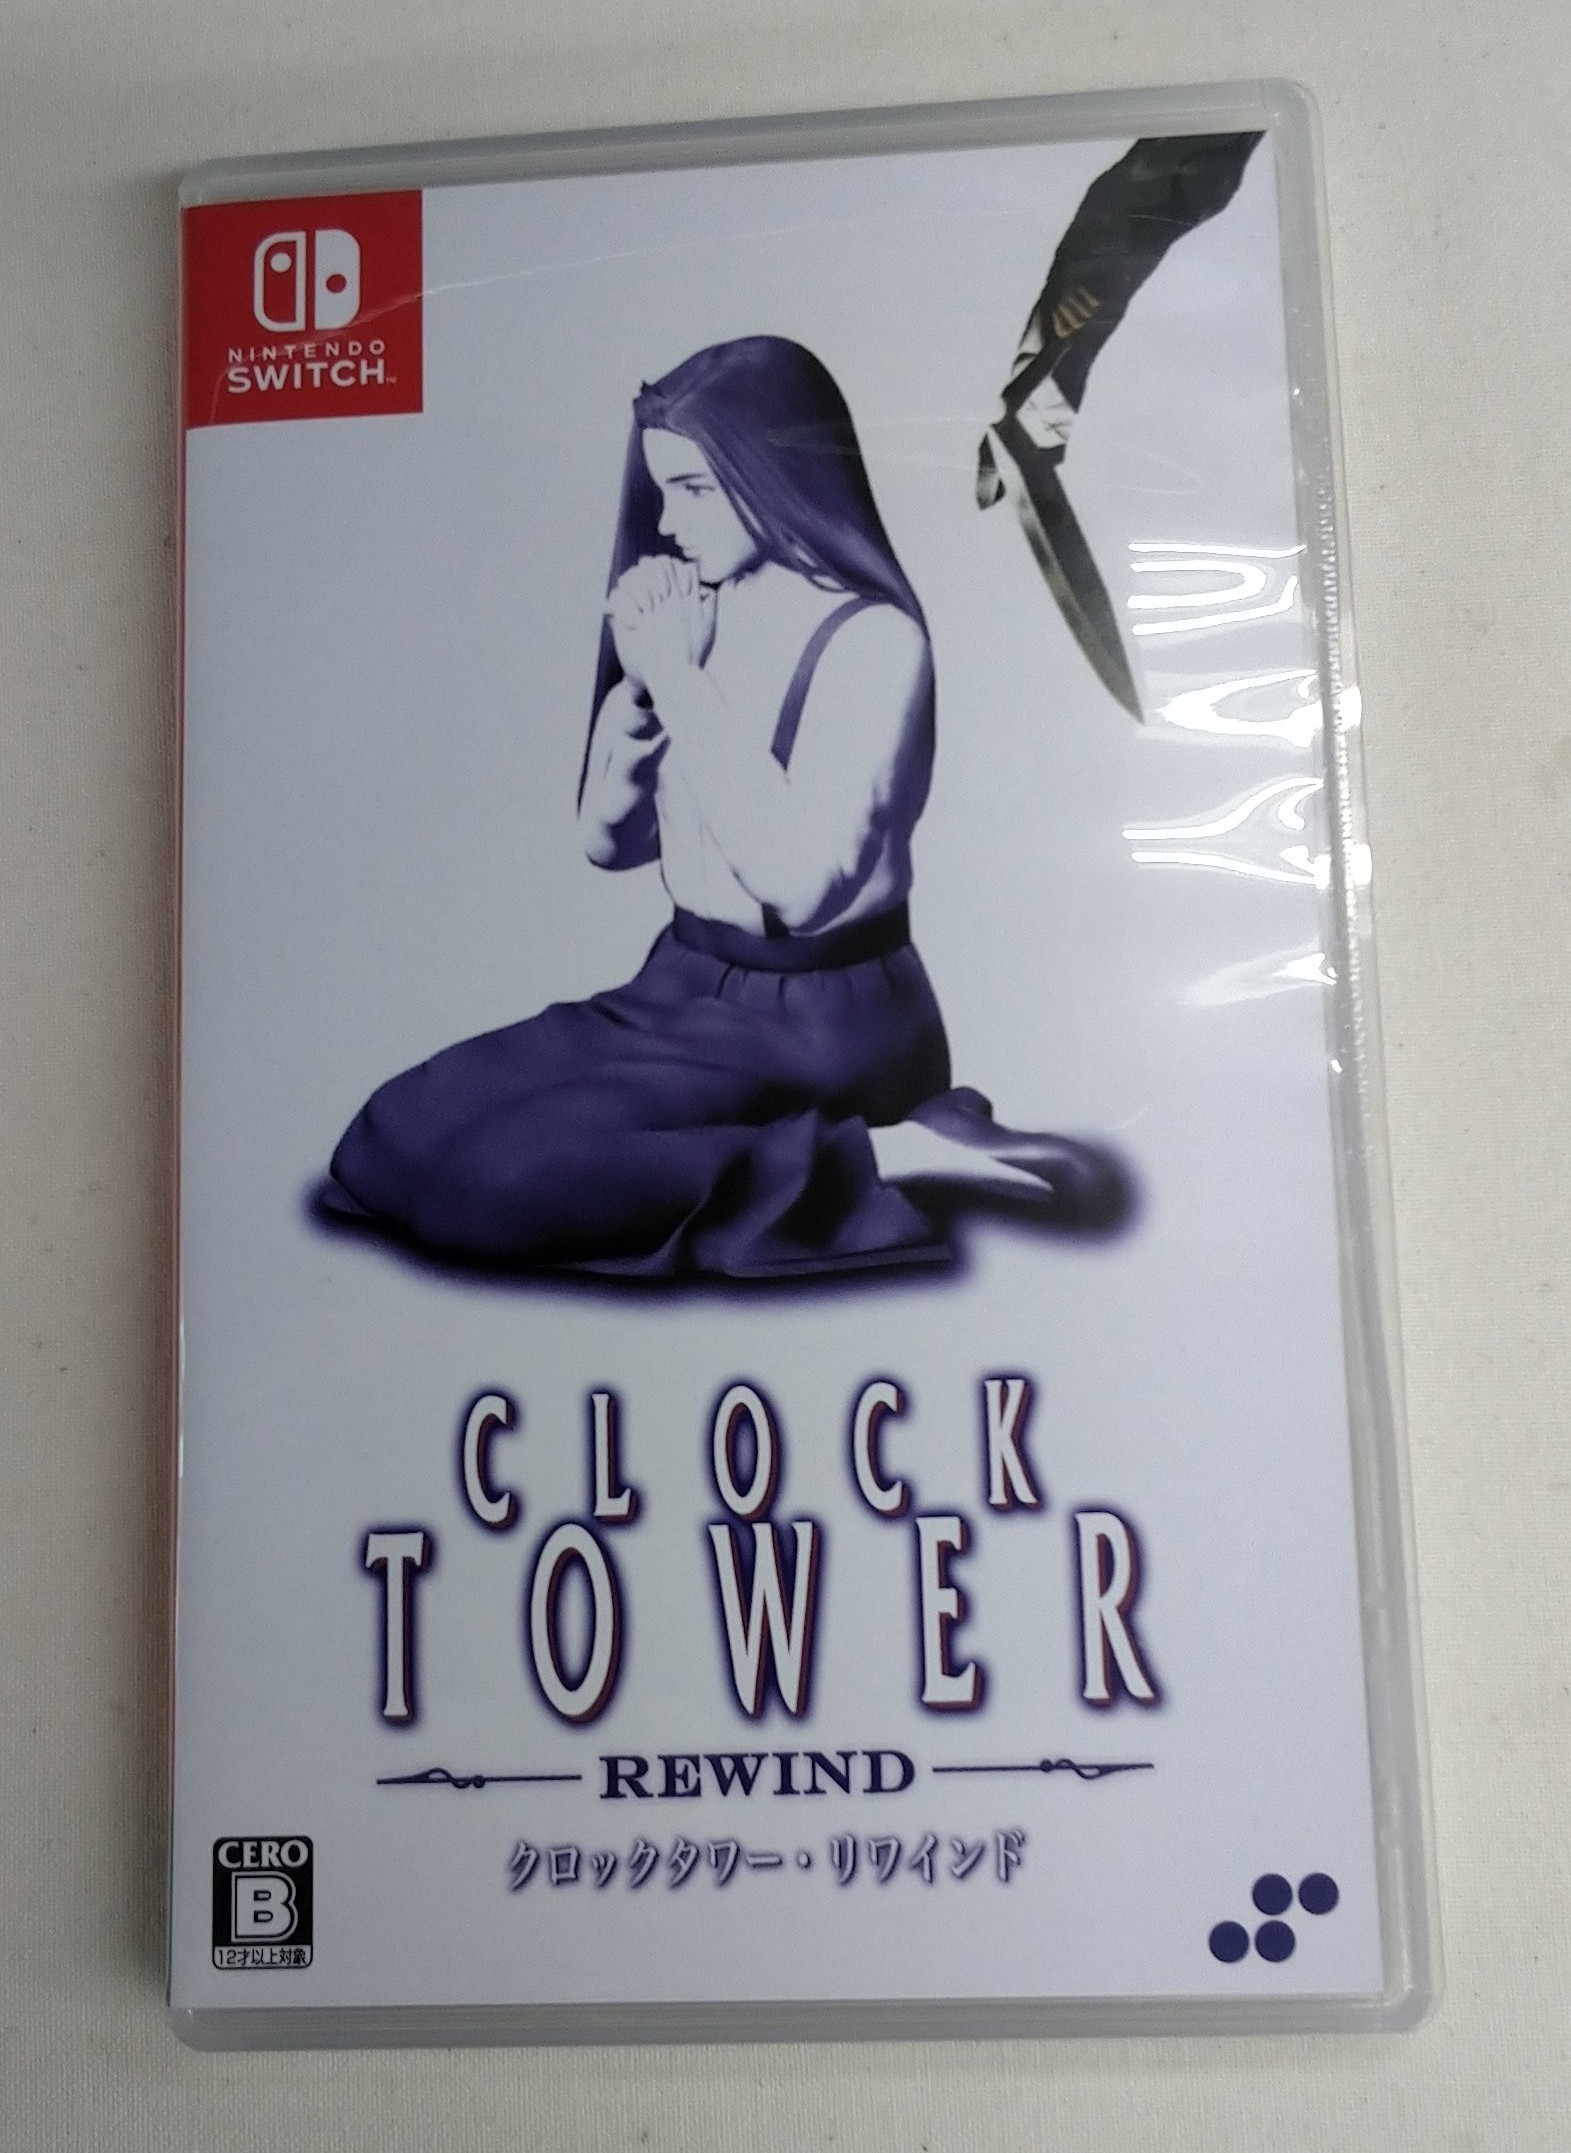 NINTENDO
SWITCH™
CLOCK
TOWER
REWIND
クロックタワー・リワインド
CERO
B
12才以上対象